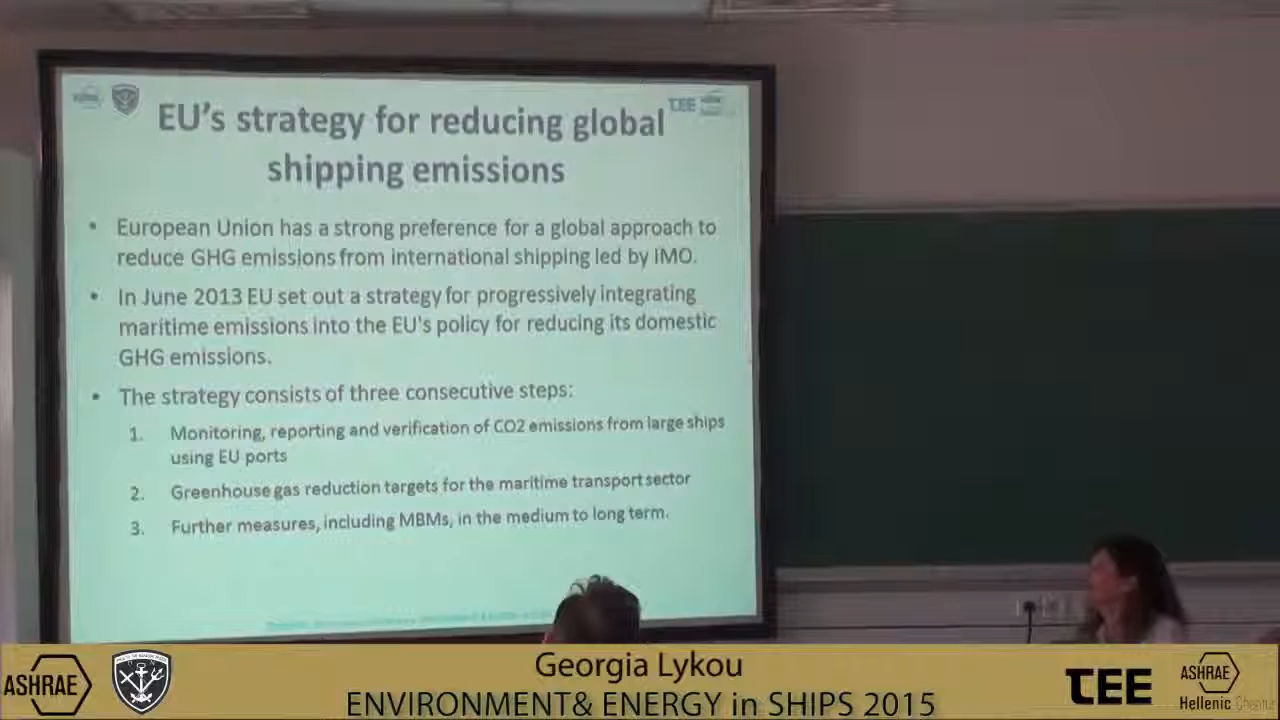 TEE
EU's strategy for reducing global
shipping emissions
• European Union has a strong preference for a global approach to
reduce GHG emissions from international shipping led by IMO.
• In June 2013 EU set out a strategy for progressively integrating
maritime emissions into the EU's policy for reducing its domestic
GHG emissions.
• The strategy consists of three consecutive steps:
1. Monitoring, reporting and verification of CO2 emissions from large ships
using EU ports
2. Greenhouse gas reduction targets for the maritime transport sector
3. Further measures, including MBMs, in the medium to long term.
ASHRAE
Georgia Lykou
ENVIRONMENT& ENERGY in SHIPS 2015
TEE
ASHRAE
Hellenic Chapter